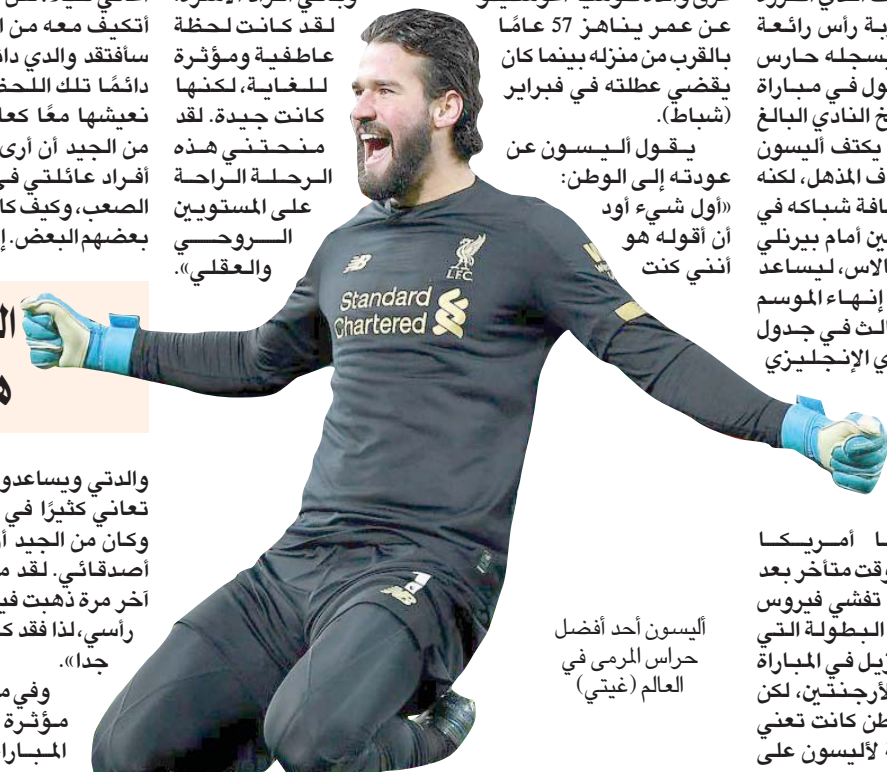 بة رأس رائعة
يسجله حارس
ول في مباراة
خ النادي البالغ
يكتف أليسون
ف المذهل، لكنه
افة شباكه في
ين أمام بيرنلي
الاس، ليساعد
إنهاء الموسم
الث في جدول
ي الإنجليزي
ا أمريكا
وقت متأخر بعد
تفشي فيروس
البطولة التي
زيل في المباراة
لأرجنتين، لكن
طن كانت تعني
لأليسون على
عن عمر يناهز 57 عامًا
بالقرب من منزله بينما كان
يقضي عطلته في فبراير
(شباط).
يقول أليسون عن
عودته إلى الوطن:
«أول شيء أود
أن أقوله هو
أنني كنت
أليسون أحد أفضل
حراس المرمى في
العالم (غيتي)
لقد كانت لحظة
عاطفية ومؤثرة
للغاية، لكنها
كانت جيدة. لقد
منحتني هذه
الرحلة الراحة
على المستويين
الروحي
والعقلي».
NB
L.F.C.
Standard
Chartered
1
NB
أتكيف معه من ا
سأفتقد والدي دائ
دائمًا تلك اللحظ
نعيشها معًا كعا
من الجيد أن أرى
أفراد عائلتي في
الصعب، وكيف كا
بعضهم البعض. إ
ال
ه
والدتي ويساعدو
تعاني كثيرًا في
وكان من الجيد أ
أصدقائي. لقد م
آخر مرة ذهبت في
رأسي، لذا فقد ك
جدا».
وفي م
مؤثرة
المبارا